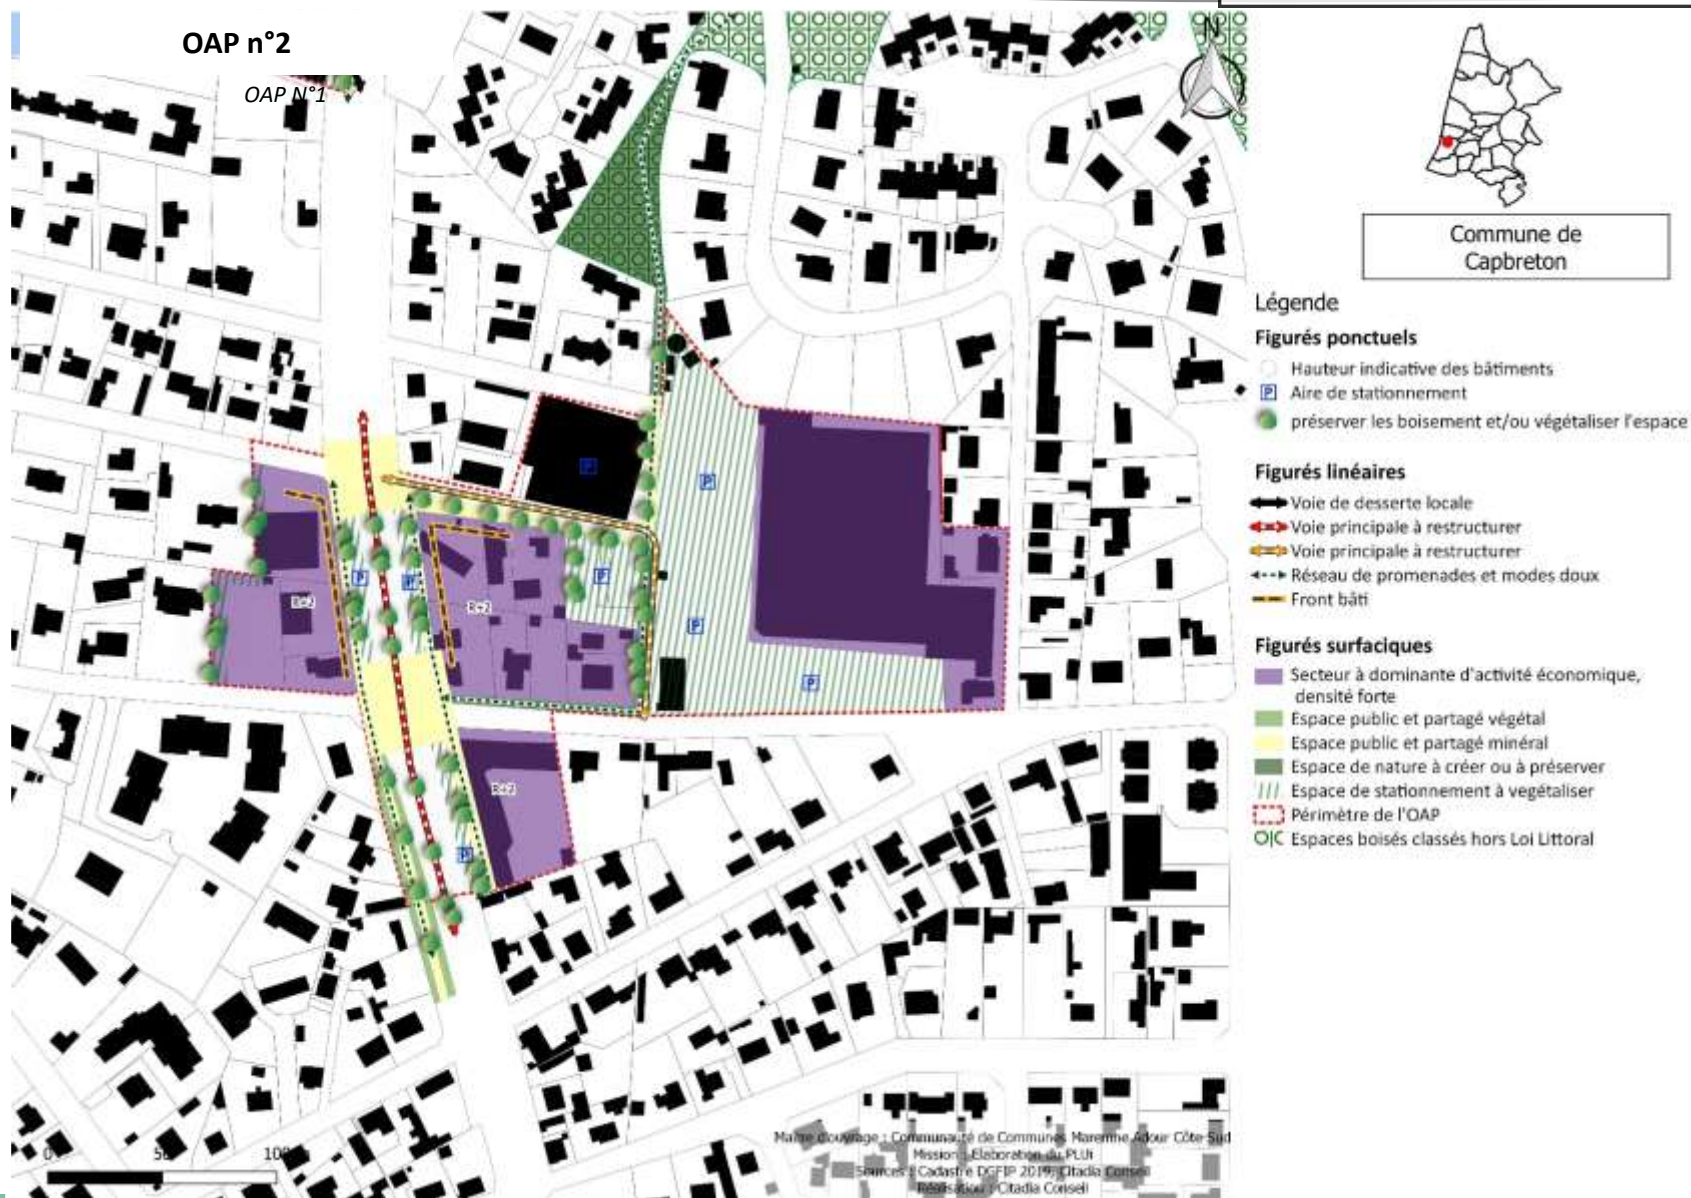 OAP n°2
OAP N°1
N
P
P
P
P
P
P
P
P
R+2
R+2
R+2
0
50
100
Maître d'ouvrage : Communauté de Communes Maremne Adour Côte-Sud
Mission : Elaboration du PLUi
Sources : Cadastre DGFIP 2019, Citadia Conseil
Réalisation : Citadia Conseil
Commune de
Capbreton
Légende
Figurés ponctuels
Hauteur indicative des bâtiments
P Aire de stationnement
préserver les boisement et/ou végétaliser l'espace
Figurés linéaires
Voie de desserte locale
Voie principale à restructurer
Voie principale à restructurer
Réseau de promenades et modes doux
Front bâti
Figurés surfaciques
Secteur à dominante d'activité économique,
densité forte
Espace public et partagé végétal
Espace public et partagé minéral
Espace de nature à créer ou à préserver
Espace de stationnement à vegétaliser
Périmètre de l'OAP
Espaces boisés classés hors Loi Littoral